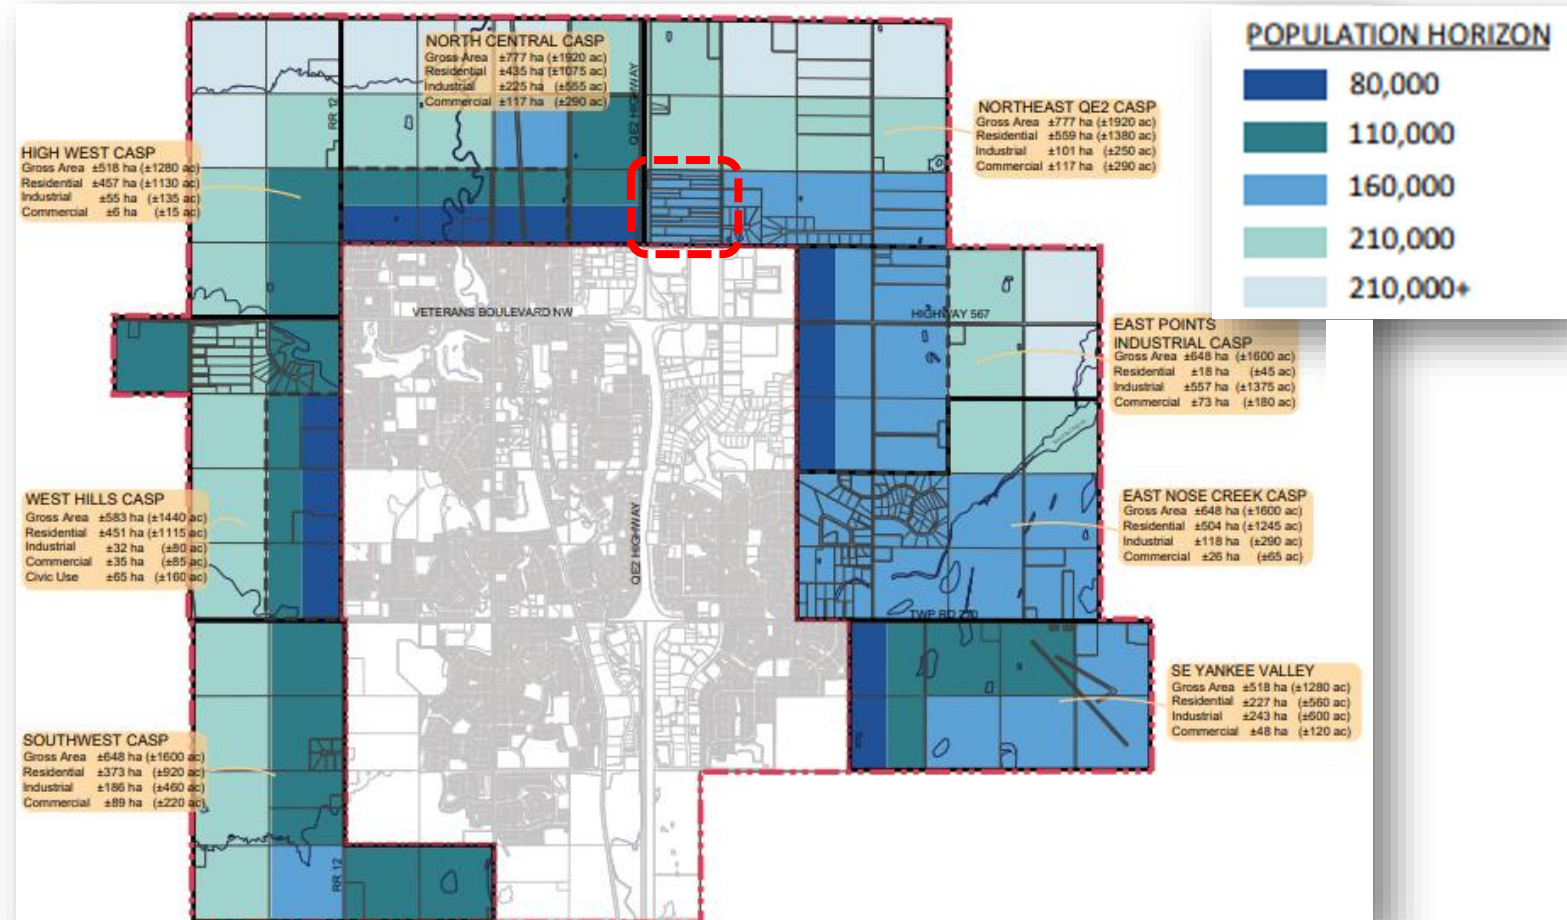 POPULATION HORIZON
80,000
110,000
160,000
210,000
210,000+
NORTH CENTRAL CASP
Gross Area ±777 ha (±1920 ac)
Residential ±435 ha (±1075 ac)
Industrial ±225 ha (±555 ac)
Commercial ±117 ha (±290 ac)
QE2 HIGHWAY
RR 12
NORTHEAST QE2 CASP
Gross Area ±777 ha (±1920 ac)
Residential ±559 ha (±1380 ac)
Industrial ±101 ha (±250 ac)
Commercial ±117 ha (±290 ac)
HIGH WEST CASP
Gross Area ±518 ha (±1280 ac)
Residential ±457 ha (±1130 ac)
Industrial ±55 ha (±135 ac)
Commercial ±6 ha (±15 ac)
VETERANS BOULEVARD NW
HIGHWAY 567
EAST POINTS
INDUSTRIAL CASP
Gross Area ±648 ha (±1600 ac)
Residential ±18 ha (±45 ac)
Industrial ±557 ha (±1375 ac)
Commercial ±73 ha (±180 ac)
WEST HILLS CASP
Gross Area ±583 ha (±1440 ac)
Residential ±451 ha (±1115 ac)
Industrial ±32 ha (±80 ac)
Commercial ±35 ha (±85 ac)
Civic Use ±65 ha (±160 ac)
QE2 HIGHWAY
EAST NOSE CREEK CASP
Gross Area ±648 ha (±1600 ac)
Residential ±504 ha (±1245 ac)
Industrial ±118 ha (±290 ac)
Commercial ±26 ha (±65 ac)
TWP RD 270
SE YANKEE VALLEY
Gross Area ±518 ha (±1280 ac)
Residential ±227 ha (±560 ac)
Industrial ±243 ha (±600 ac)
Commercial ±48 ha (±120 ac)
SOUTHWEST CASP
Gross Area ±648 ha (±1600 ac)
Residential ±373 ha (±920 ac)
Industrial ±186 ha (±460 ac)
Commercial ±89 ha (±220 ac)
RR 12